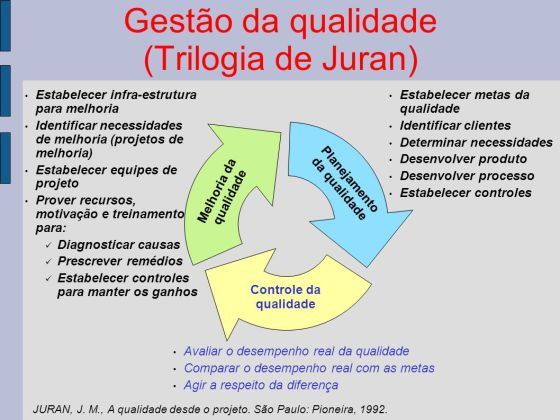 Gestão da qualidade
(Trilogia de Juran)
• Estabelecer infra-estrutura
para melhoria
• Identificar necessidades
de melhoria (projetos de
melhoria)
• Estabelecer equipes de
projeto
• Prover recursos,
motivação e treinamento
para:
✓ Diagnosticar causas
✓ Prescrever remédios
✓ Estabelecer controles
para manter os ganhos
• Estabelecer metas da
qualidade
• Identificar clientes
• Determinar necessidades
• Desenvolver produto
• Desenvolver processo
• Estabelecer controles
Melhoria da
qualidade
Planejamento
da qualidade
Controle da
qualidade
• Avaliar o desempenho real da qualidade
• Comparar o desempenho real com as metas
• Agir a respeito da diferença
JURAN, J. M., A qualidade desde o projeto. São Paulo: Pioneira, 1992.